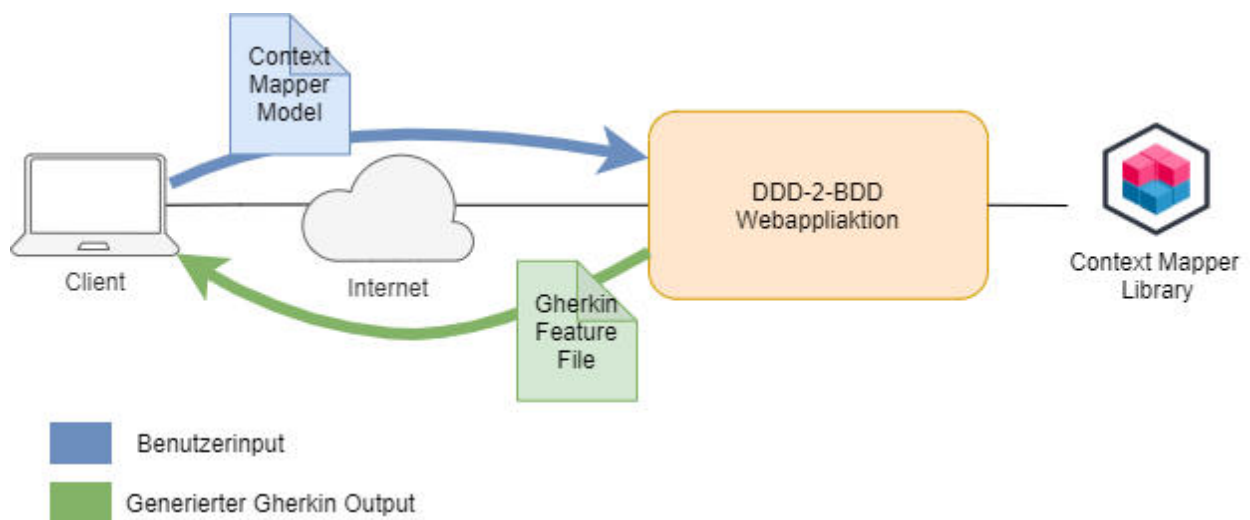 Context
Mapper
Model
DDD-2-BDD
Webappliaktion
Client
Internet
Context Mapper
Library
Gherkin
Feature
File
Benutzerinput
Generierter Gherkin Output